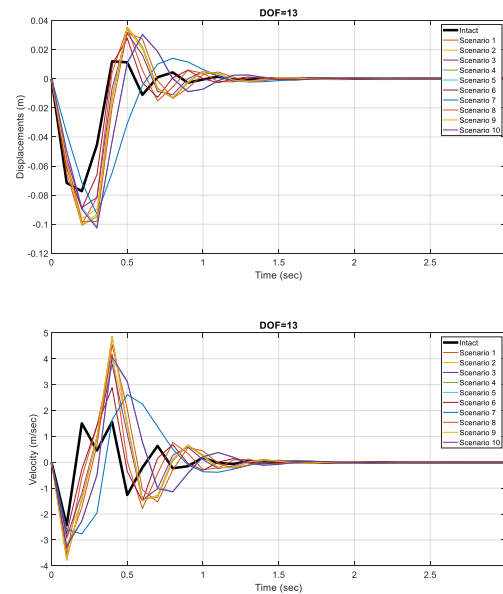 DOF=13
0.04
0.02
0
-0.02
-0.04
-0.06
-0.08
-0.1
-0.12
Displacements (m)
0
0.5
1
1.5
2
2.5
Time (sec)
Intact
Scenario 1
Scenario 2
Scenario 3
Scenario 4
Scenario 5
Scenario 6
Scenario 7
Scenario 8
Scenario 9
Scenario 10
DOF=13
5
4
3
2
1
0
-1
-2
-3
-4
Velocity (m/sec)
0
0.5
1
1.5
2
2.5
Time (sec)
Intact
Scenario 1
Scenario 2
Scenario 3
Scenario 4
Scenario 5
Scenario 6
Scenario 7
Scenario 8
Scenario 9
Scenario 10